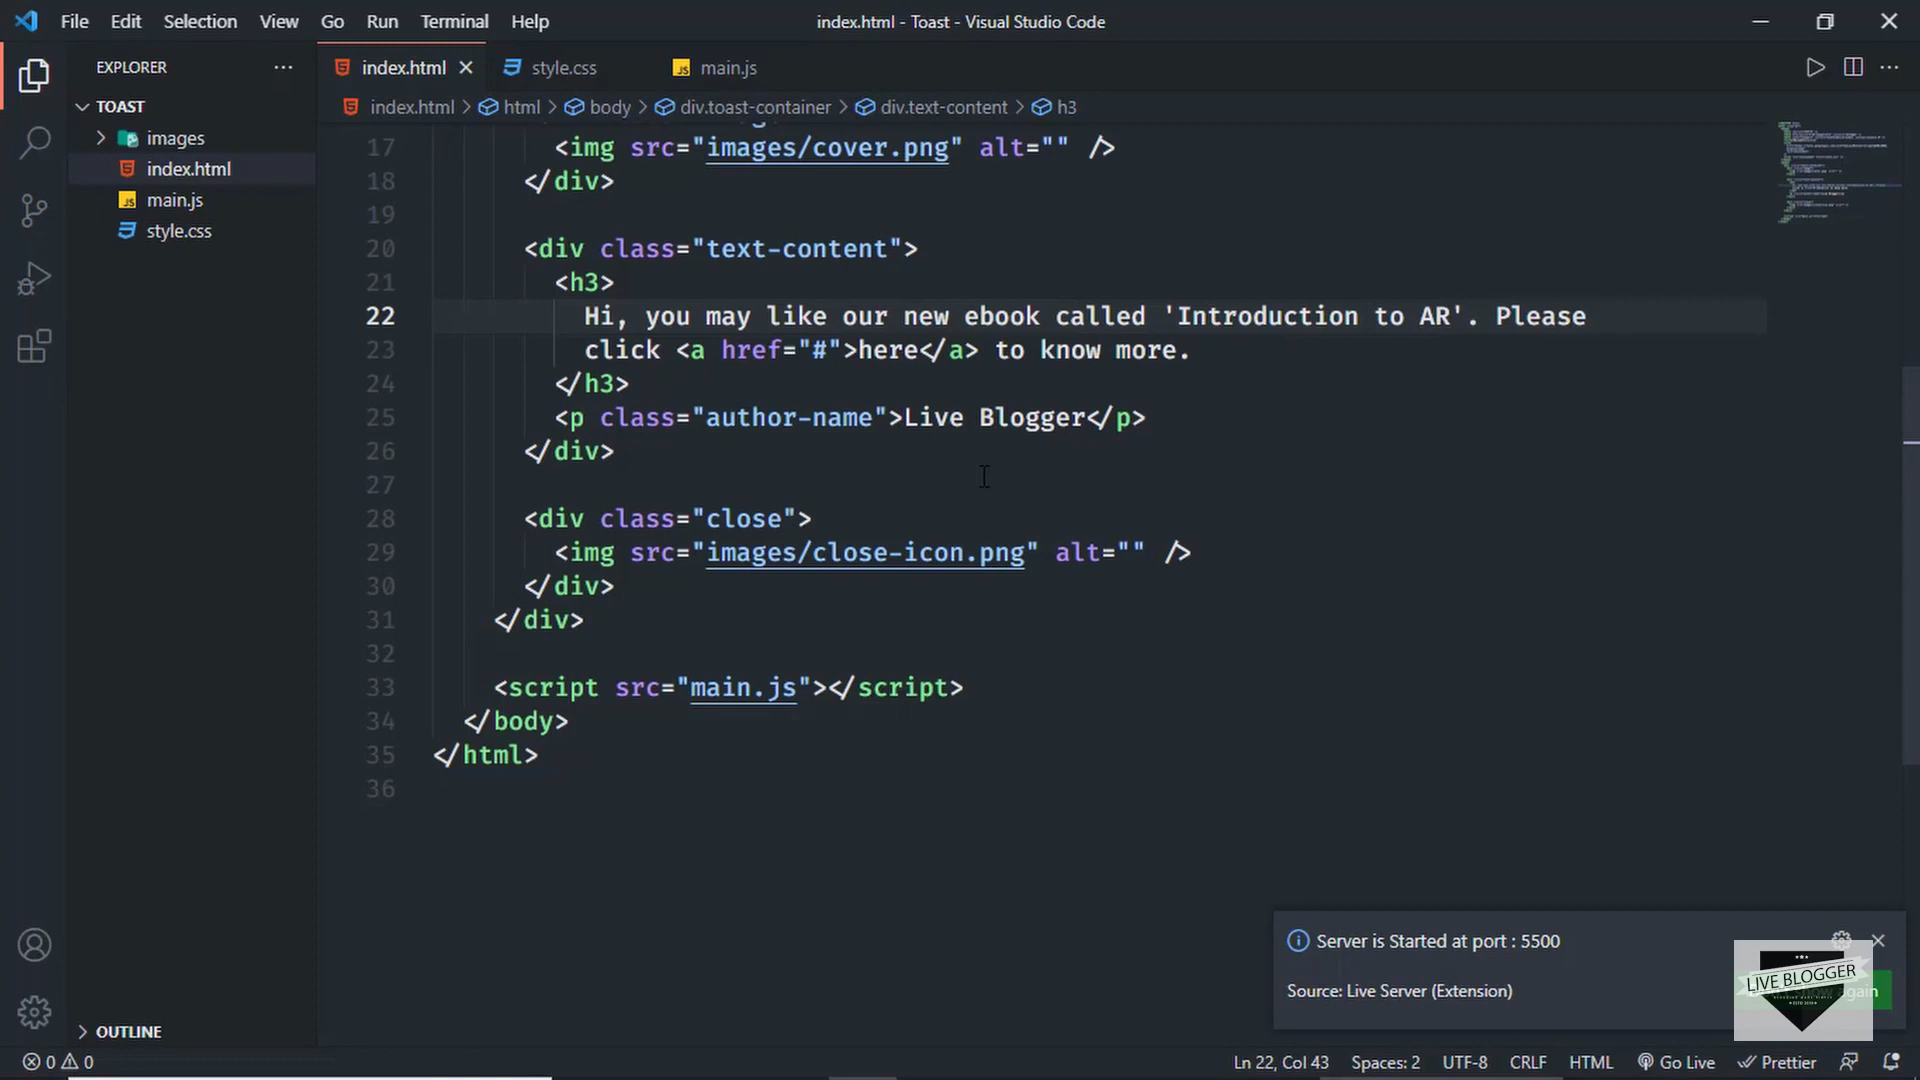 File Edit Selection View Go Run Terminal Help
index.html - Toast - Visual Studio Code
EXPLORER
TOAST
images
index.html
main.js
style.css
OUTLINE
index.html style.css main.js
index.html > html > body > div.toast-container > div.text-content > h3
17 <img src="images/cover.png" alt="" />
18 </div>
19
20 <div class="text-content">
21 <h3>
22 Hi, you may like our new ebook called 'Introduction to AR'. Please
23 click <a href="#">here</a> to know more.
24 </h3>
25 <p class="author-name">Live Blogger</p>
26 </div>
27
28 <div class="close">
29 <img src="images/close-icon.png" alt="" />
30 </div>
31 </div>
32
33 <script src="main.js"></script>
34 </body>
35 </html>
36
Server is Started at port : 5500
Source: Live Server (Extension)
again
LIVE BLOGGER
0 0
Ln 22, Col 43 Spaces: 2 UTF-8 CRLF HTML Go Live Prettier